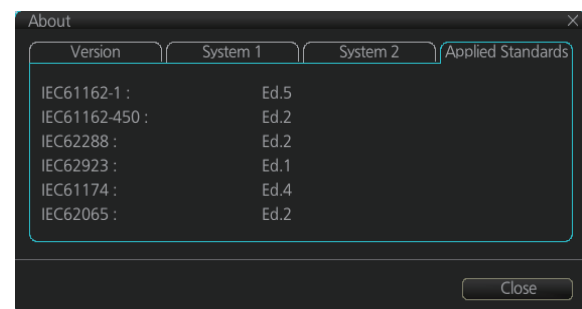 About
Version System 1 System 2 Applied Standards
IEC61162-1 : Ed.5
IEC61162-450 : Ed.2
IEC62288 : Ed.2
IEC62923 : Ed.1
IEC61174 : Ed.4
IEC62065 : Ed.2
Close